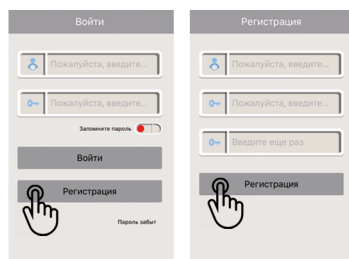 Войти
Пожалуйста, введите...
Пожалуйста, введите...
Запомните пароль
Войти
Регистрация
Пароль забыт
Регистрация
Пожалуйста, введите...
Пожалуйста, введите...
Введите еще раз
Регистрация